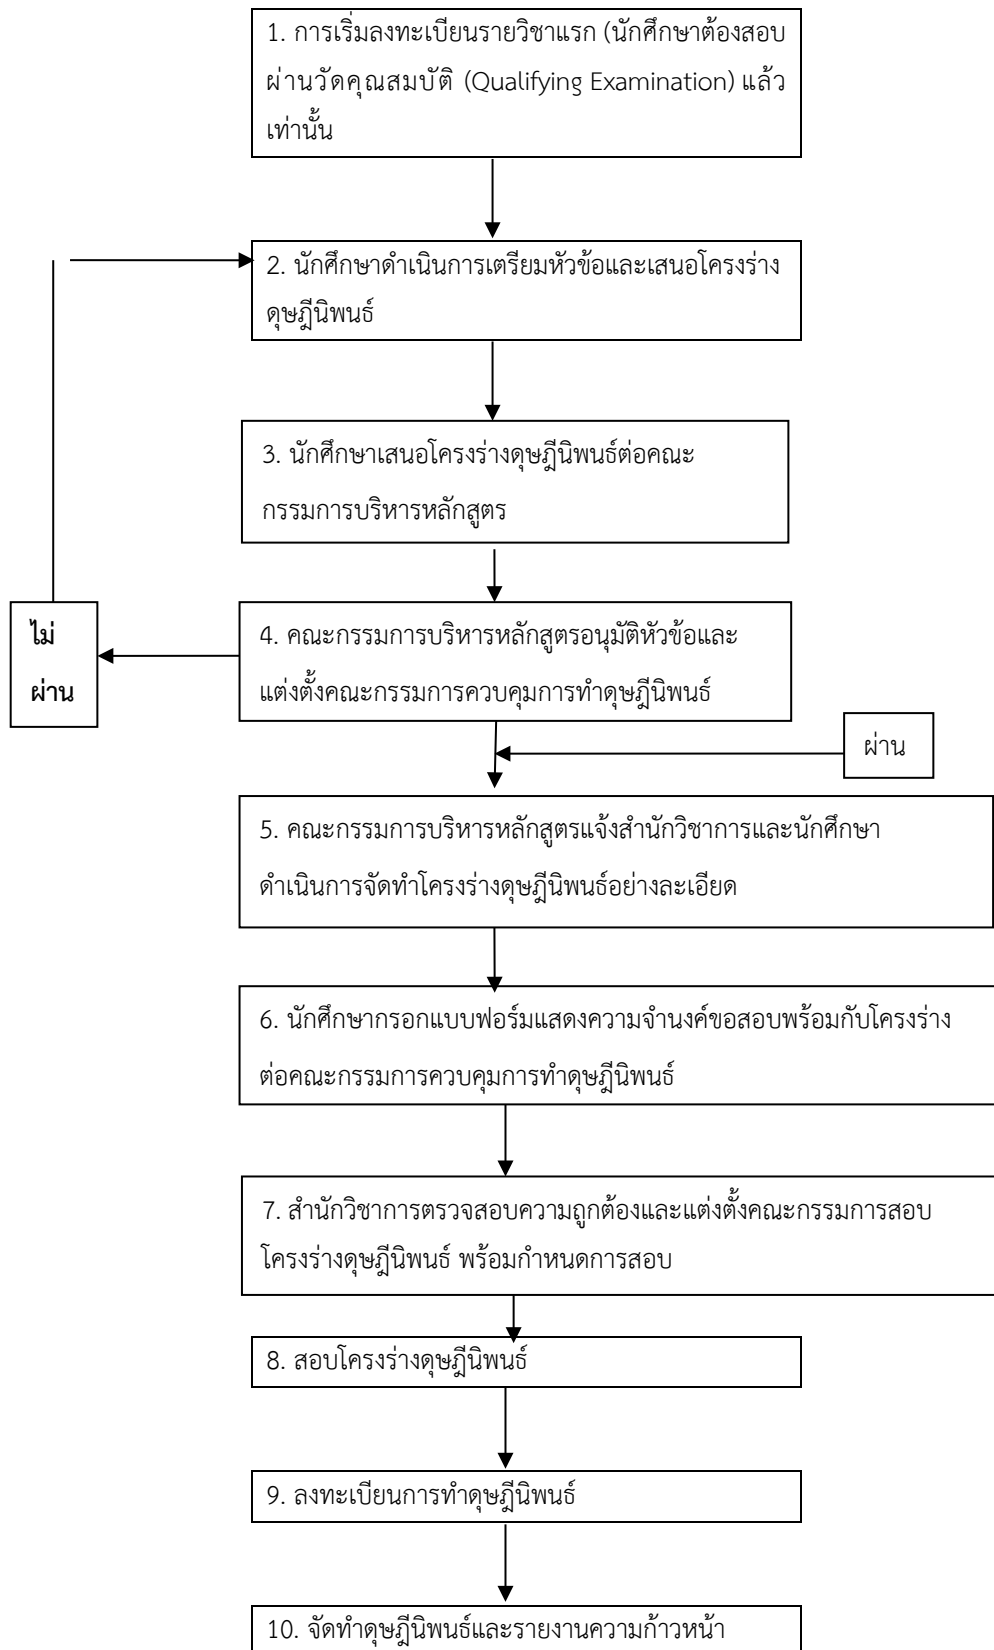 1. การเริ่มลงทะเบียนรายวิชาแรก (นักศึกษาต้องสอบ
ผ่านวัดคุณสมบัติ (Qualifying Examination) แล้ว
เท่านั้น
2. นักศึกษาดำเนินการเตรียมหัวข้อและเสนอโครงร่าง
ดุษฎีนิพนธ์
3. นักศึกษาเสนอโครงร่างดุษฎีนิพนธ์ต่อคณะ
กรรมการบริหารหลักสูตร
ไม่
ผ่าน
4. คณะกรรมการบริหารหลักสูตรอนุมัติหัวข้อและ
แต่งตั้งคณะกรรมการควบคุมการทำดุษฎีนิพนธ์
ผ่าน
5. คณะกรรมการบริหารหลักสูตรแจ้งสำนักวิชาการและนักศึกษา
ดำเนินการจัดทำโครงร่างดุษฎีนิพนธ์อย่างละเอียด
6. นักศึกษากรอกแบบฟอร์มแสดงความจำนงค์ขอสอบพร้อมกับโครงร่าง
ต่อคณะกรรมการควบคุมการทำดุษฎีนิพนธ์
7. สำนักวิชาการตรวจสอบความถูกต้องและแต่งตั้งคณะกรรมการสอบ
โครงร่างดุษฎีนิพนธ์ พร้อมกำหนดการสอบ
8. สอบโครงร่างดุษฎีนิพนธ์
9. ลงทะเบียนการทำดุษฎีนิพนธ์
10. จัดทำดุษฎีนิพนธ์และรายงานความก้าวหน้า